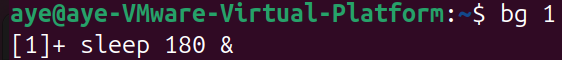 aye@aye-VMware-Virtual-Platform:~$ bg 1
[1]+ sleep 180 &